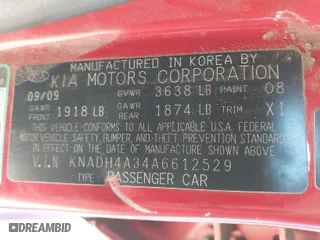 MANUFACTURED IN KOREA BY
KIA MOTORS CORPORATION
09/09 GVWR 3638 LB PAINT 08
GAWR FRONT 1918 LB GAWR REAR 1874 LB TRIM XI
THIS VEHICLE CONFORMS TO ALL APPLICABLE U.S.A. FEDERAL
MOTOR VEHICLE SAFETY, BUMPER, AND THEFT PREVENTION STANDARDS
IN EFFECT ON THE DATE OF MANUFACTURE SHOWN ABOVE.
V.I.N KNADH4A34A6612529
TYPE PASSENGER CAR
© DREAMBID.COM